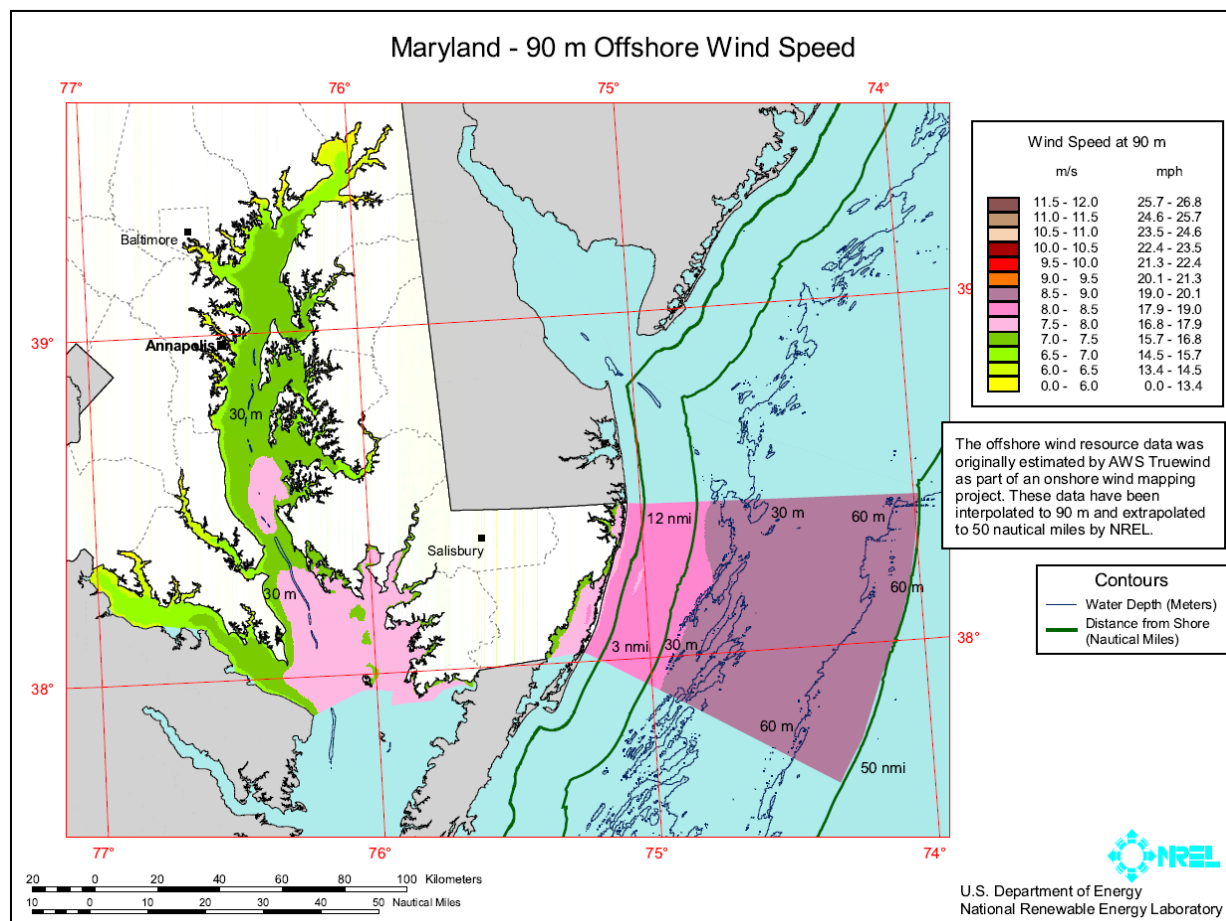 Maryland - 90 m Offshore Wind Speed
77°
76°
75°
74°
Baltimore
39°
39
Annapolis
30 m
12 nmi
30 m
60 m
Salisbury
60 m
30 m
3 nmi
30 m
38°
38°
60 m
50 nmi
77°
76°
75°
74°
Wind Speed at 90 m
m/s mph
11.5 - 12.0 25.7 - 26.8
11.0 - 11.5 24.6 - 25.7
10.5 - 11.0 23.5 - 24.6
10.0 - 10.5 22.4 - 23.5
9.5 - 10.0 21.3 - 22.4
9.0 - 9.5 20.1 - 21.3
8.5 - 9.0 19.0 - 20.1
8.0 - 8.5 17.9 - 19.0
7.5 - 8.0 16.8 - 17.9
7.0 - 7.5 15.7 - 16.8
6.5 - 7.0 14.5 - 15.7
6.0 - 6.5 13.4 - 14.5
0.0 - 6.0 0.0 - 13.4
The offshore wind resource data was
originally estimated by AWS Truewind
as part of an onshore wind mapping
project. These data have been
interpolated to 90 m and extrapolated
to 50 nautical miles by NREL.
Contours
Water Depth (Meters)
Distance from Shore
(Nautical Miles)
20 0 20 40 60 80 100 Kilometers
10 0 10 20 30 40 50 Nautical Miles
NREL
U.S. Department of Energy
National Renewable Energy Laboratory